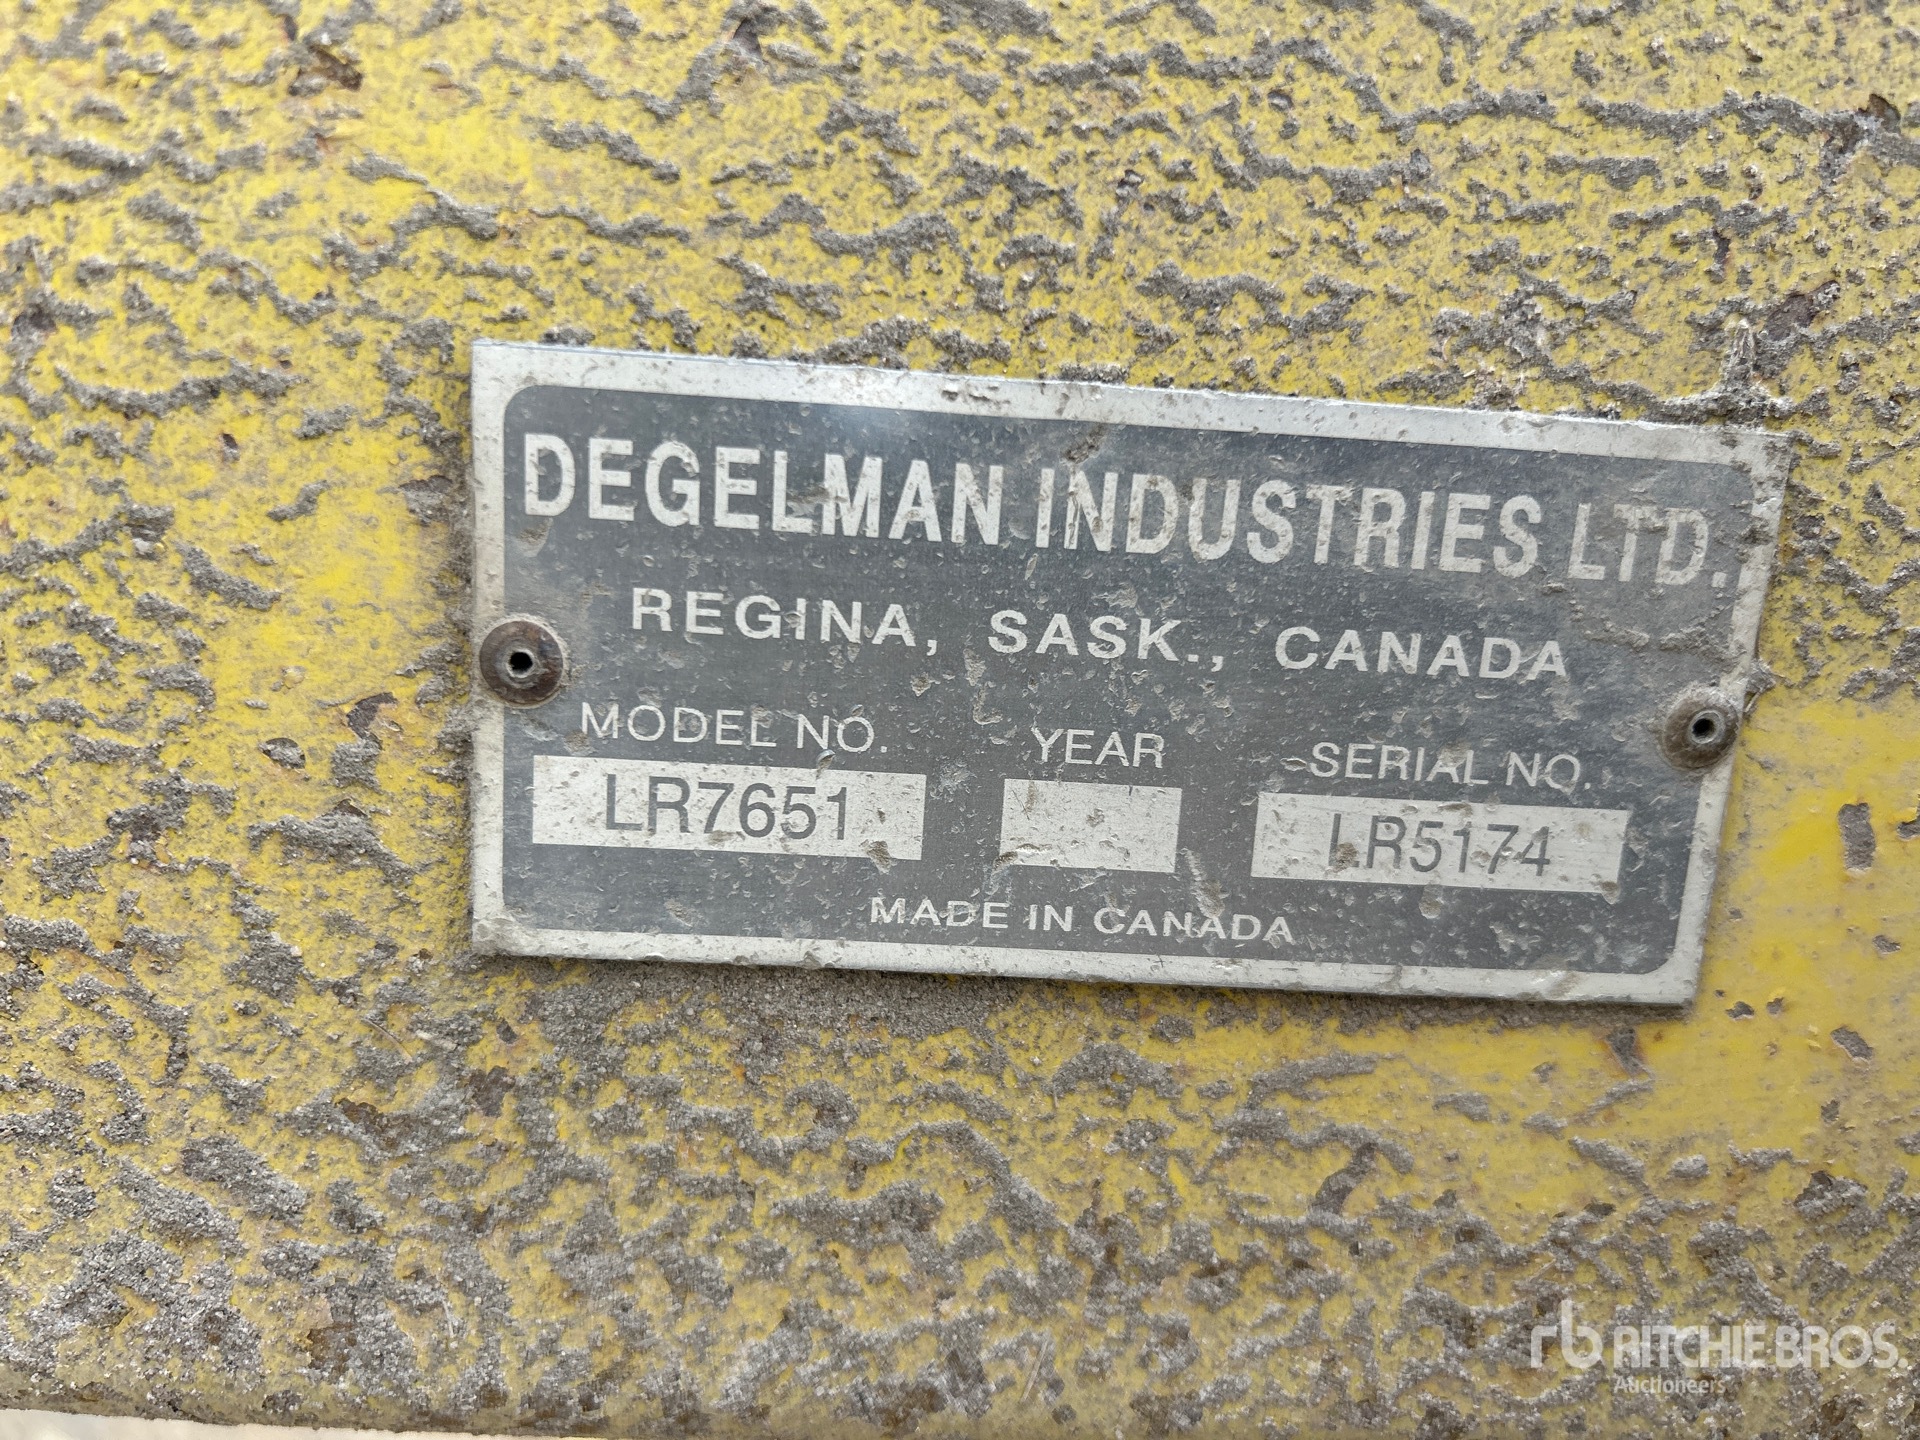 DEGELMAN INDUSTRIES LTD.
REGINA, SASK., CANADA
MODEL NO. YEAR SERIAL NO.
LR7651 LR5174
MADE IN CANADA
rb RITCHIE BROS.
Auctioneers